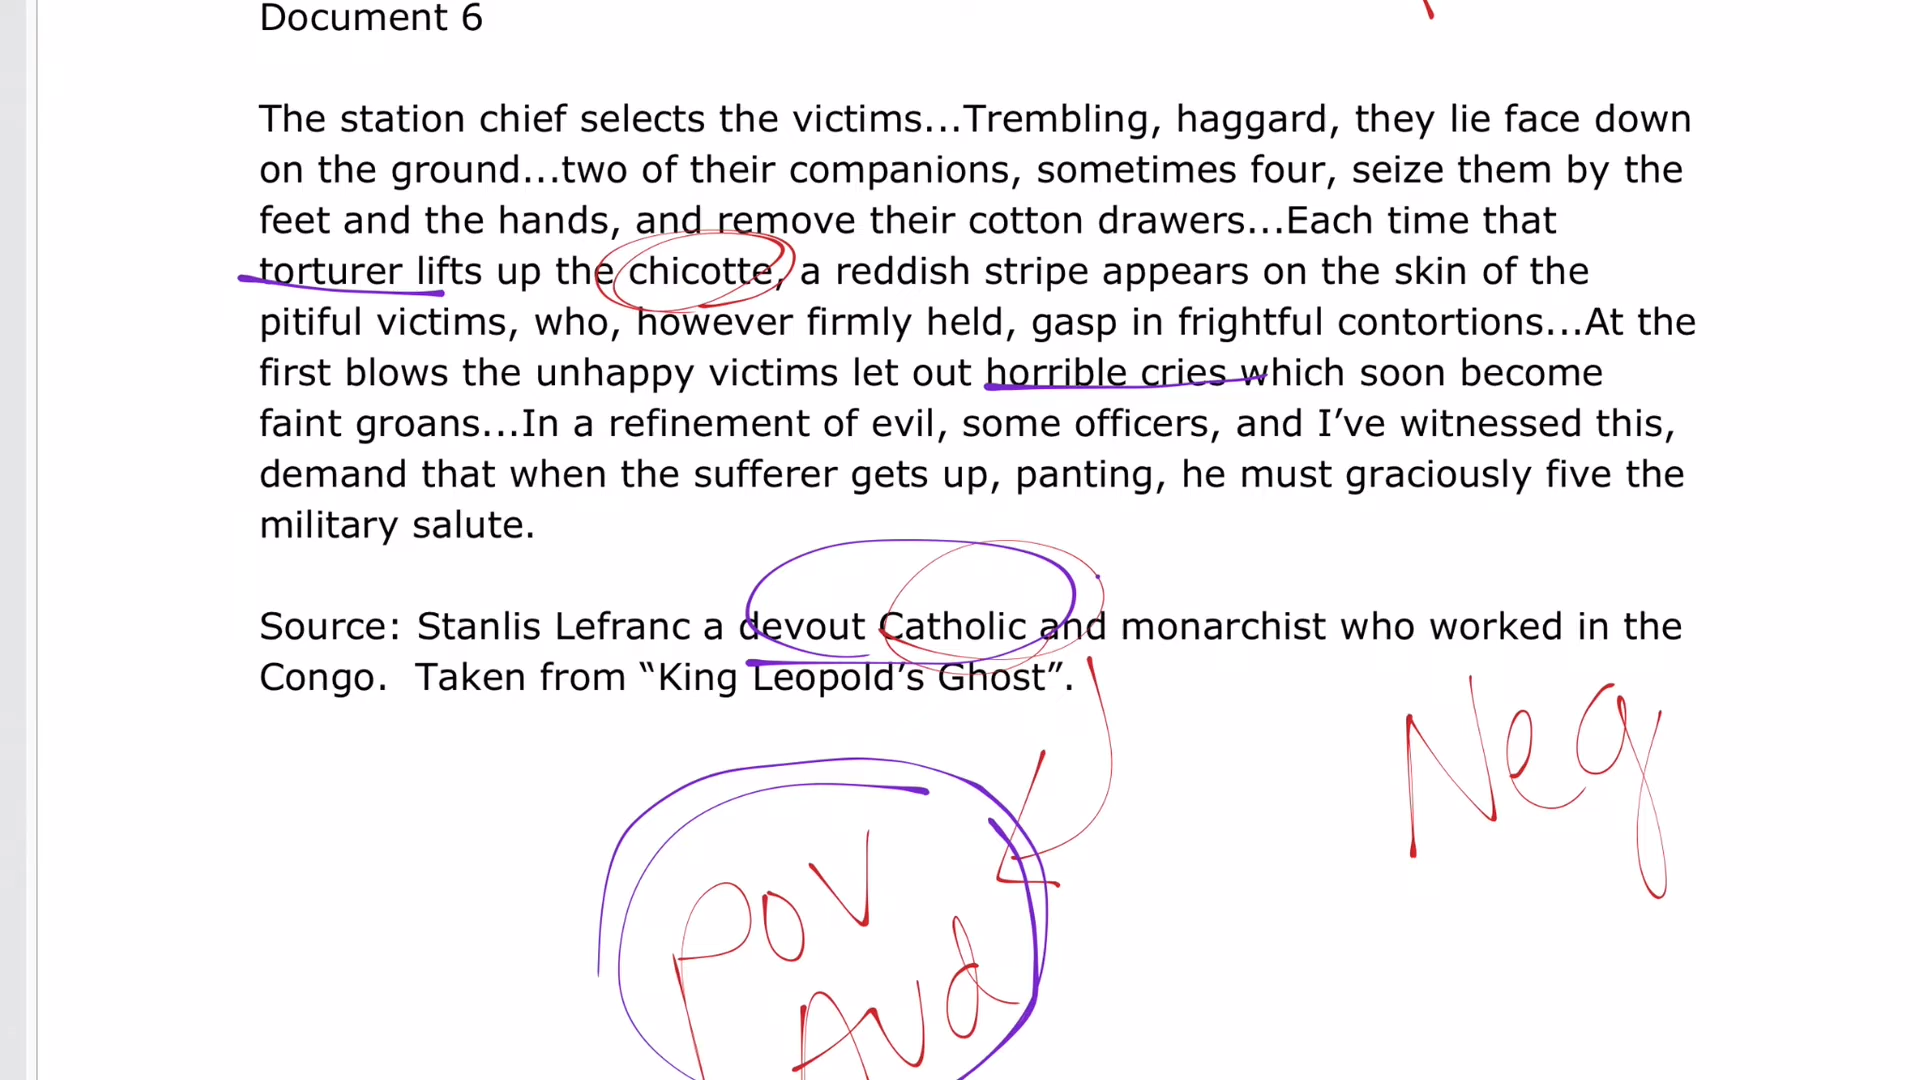 Document 6
The station chief selects the victims...Trembling, haggard, they lie face down
on the ground...two of their companions, sometimes four, seize them by the
feet and the hands, and remove their cotton drawers...Each time that
torturer lifts up the chicotte, a reddish stripe appears on the skin of the
pitiful victims, who, however firmly held, gasp in frightful contortions...At the
first blows the unhappy victims let out horrible cries which soon become
faint groans...In a refinement of evil, some officers, and I’ve witnessed this,
demand that when the sufferer gets up, panting, he must graciously five the
military salute.
Source: Stanlis Lefranc a devout Catholic and monarchist who worked in the
Congo.  Taken from “King Leopold’s Ghost”.
Neg
POV
Aud